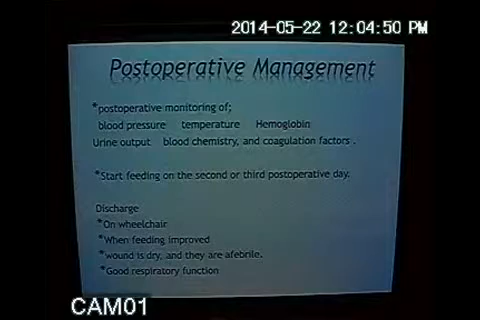 2014-05-22 12:04:50 PM
Postoperative Management
*postoperative monitoring of;
blood pressure temperature Hemoglobin
Urine output blood chemistry, and coagulation factors .
*Start feeding on the second or third postoperative day.
Discharge
*On wheelchair
*When feeding improved
*wound is dry, and they are afebrile.
*Good respiratory function
CAM01